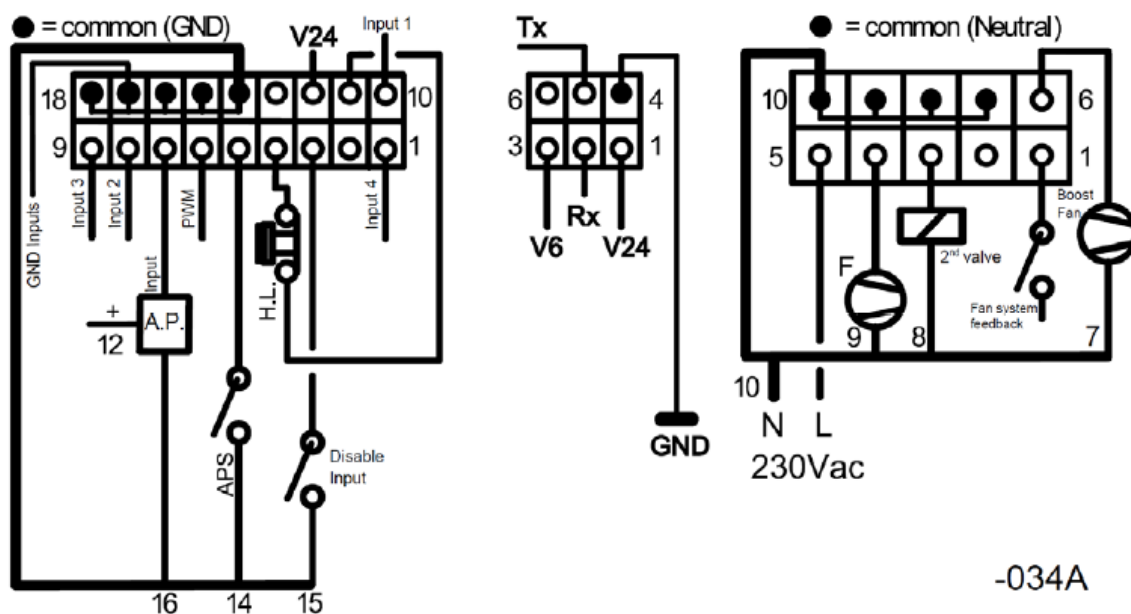 = common (GND)
V24
Input 1
18
10
9
1
GND Inputs
Input 3
Input 2
Input
PWM
Input 4
H.L.
+
12
A.P.
APS
Disable
Input
16
14
15
Tx
6
4
3
1
V6
Rx
V24
GND
= common (Neutral)
10
6
5
1
Boost
Fan
2nd valve
F
Fan system
feedback
9
8
7
10
N
L
230Vac
-034A